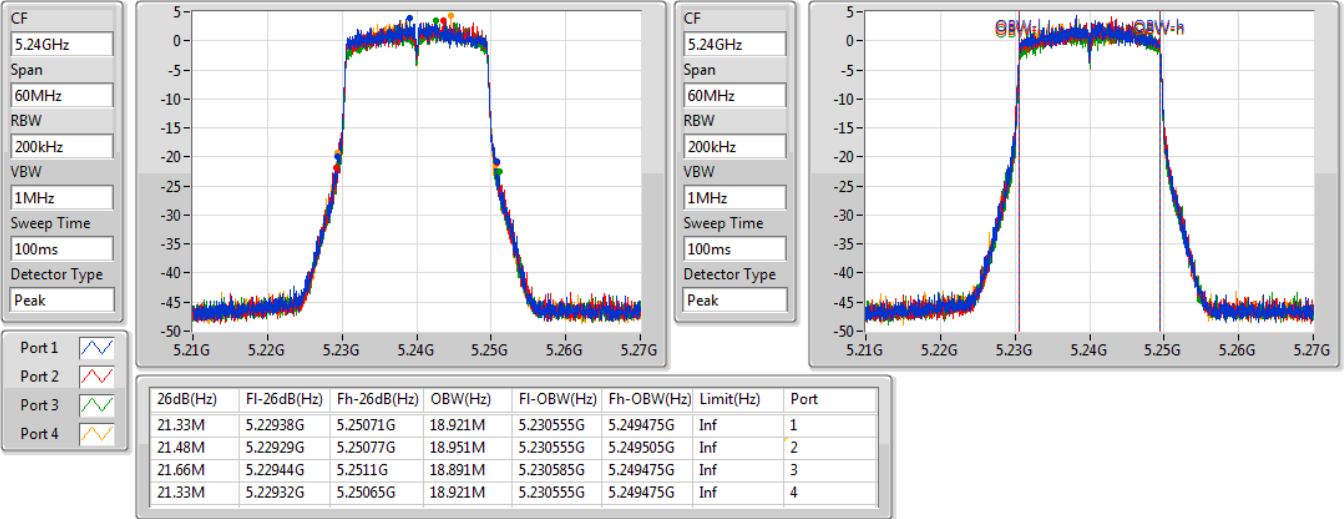 CF
5.24GHz
Span
60MHz
RBW
200kHz
VBW
1MHz
Sweep Time
100ms
Detector Type
Peak
5
0
-5
-10
-15
-20
-25
-30
-35
-40
-45
-50
5.21G 5.22G 5.23G 5.24G 5.25G 5.26G 5.27G
CF
5.24GHz
Span
60MHz
RBW
200kHz
VBW
1MHz
Sweep Time
100ms
Detector Type
Peak
OBW-l OBW-h
5
0
-5
-10
-15
-20
-25
-30
-35
-40
-45
-50
5.21G 5.22G 5.23G 5.24G 5.25G 5.26G 5.27G
Port 1
Port 2
Port 3
Port 4
26dB(Hz) Fl-26dB(Hz) Fh-26dB(Hz) OBW(Hz) Fl-OBW(Hz) Fh-OBW(Hz) Limit(Hz) Port
21.33M 5.22938G 5.25071G 18.921M 5.230555G 5.249475G Inf 1
21.48M 5.22929G 5.25077G 18.951M 5.230555G 5.249505G Inf 2
21.66M 5.22944G 5.2511G 18.891M 5.230585G 5.249475G Inf 3
21.33M 5.22932G 5.25065G 18.921M 5.230555G 5.249475G Inf 4